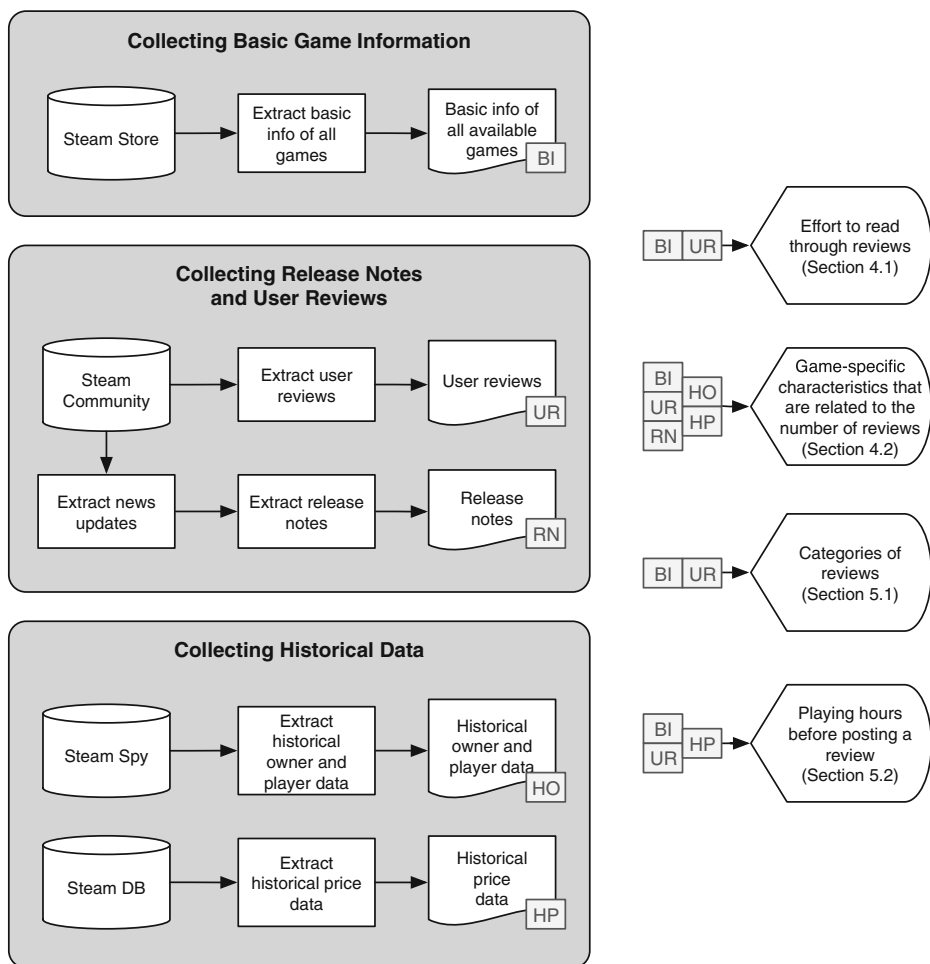 Collecting Basic Game Information
Steam Store
Extract basic
info of all
games
Basic info of
all available
games
BI
Collecting Release Notes
and User Reviews
Steam
Community
Extract user
reviews
User reviews
UR
Extract news
updates
Extract release
notes
Release
notes
RN
Collecting Historical Data
Steam Spy
Extract
historical
owner and
player data
Historical
owner and
player data
HO
Steam DB
Extract
historical price
data
Historical
price
data
HP
BI UR
Effort to read
through reviews
(Section 4.1)
BI
UR
RN
HO
HP
Game-specific
characteristics that
are related to the
number of reviews
(Section 4.2)
BI UR
Categories of
reviews
(Section 5.1)
BI
UR
HP
Playing hours
before posting a
review
(Section 5.2)